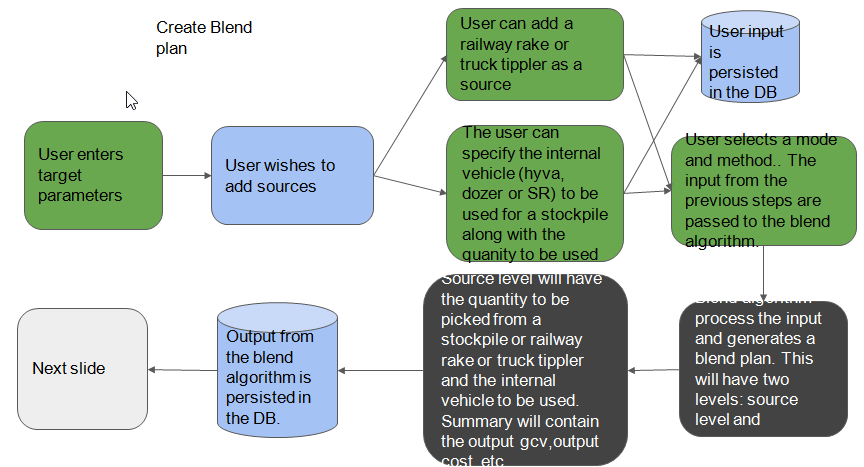 Create Blend
plan
User enters
target
parameters
User wishes to
add sources
User can add a
railway rake or
truck tippler as a
source
The user can
specify the internal
vehicle (hyva,
dozer or SR) to be
used for a stockpile
along with the
quanity to be used
User input
is
persisted
in the DB
User selects a mode
and method.. The
input from the
previous steps are
passed to the blend
algorithm.
Blend algorithm
process the input
and generates a
blend plan. This
will have two
levels: source
level and
Source level will have
the quantity to be
picked from a
stockpile or railway
rake or truck tippler
and the internal
vehicle to be used.
Summary will contain
the output gcv,output
cost, etc
Output from
the blend
algorithm is
persisted in
the DB.
Next slide